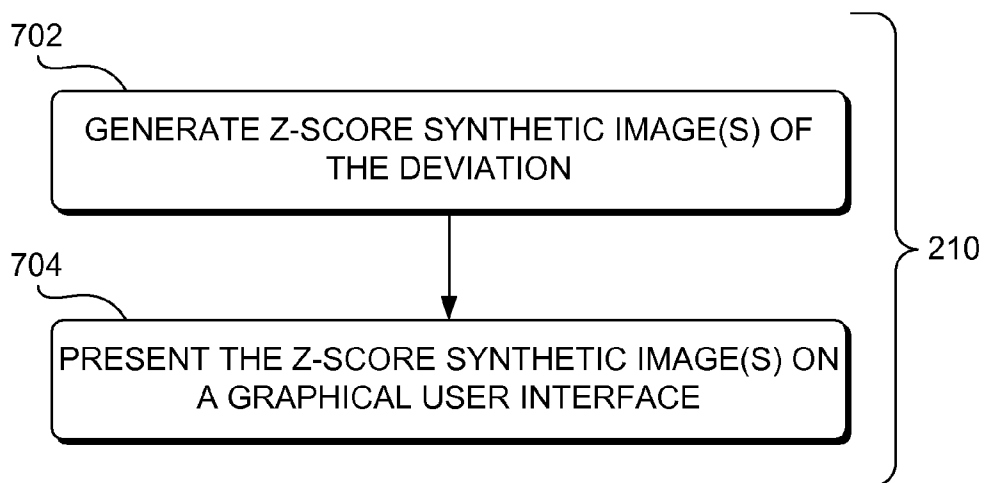 702
GENERATE Z-SCORE SYNTHETIC IMAGE(S) OF
THE DEVIATION
210
704
PRESENT THE Z-SCORE SYNTHETIC IMAGE(S) ON
A GRAPHICAL USER INTERFACE